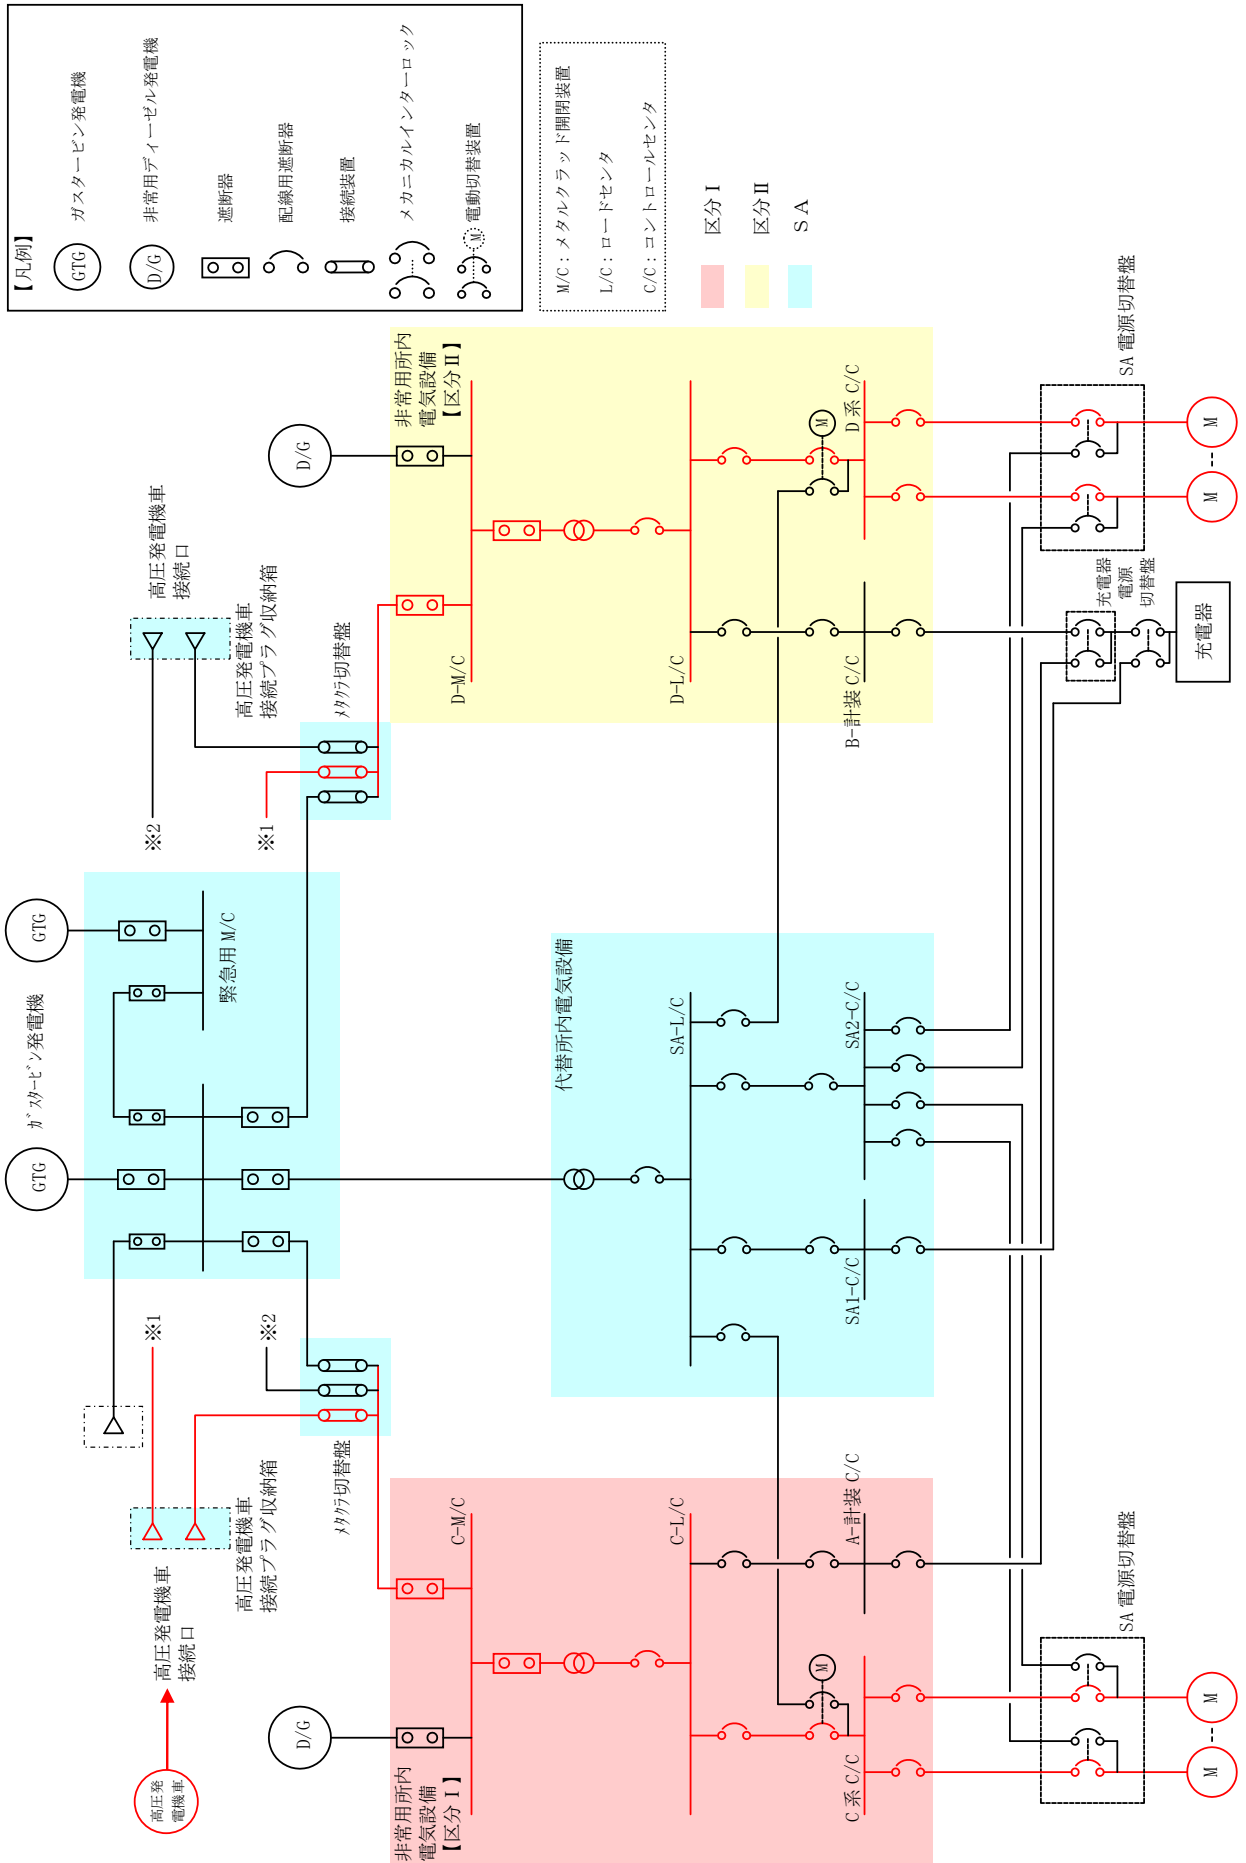 【凡例】
GTG
ガスタービン発電機
D/G
非常用ディーゼル発電機
遮断器
配線用遮断器
接続装置
メカニカルインターロック
M
電動切替装置
M/C：メタルクラッド開閉装置
L/C：ロードセンタ
C/C：コントロールセンタ
区分Ⅰ
区分Ⅱ
ＳＡ
高圧発
電機車
高圧発電機車
接続口
高圧発電機車
接続プラグ収納箱
※1
※2
ﾒﾀｸﾗ切替盤
GTG
ｶﾞｽﾀｰﾋﾞﾝ発電機
GTG
緊急用 M/C
※2
※1
高圧発電機車
接続口
高圧発電機車
接続プラグ収納箱
ﾒﾀｸﾗ切替盤
D/G
D/G
非常用所内
電気設備
【区分Ⅰ】
C-M/C
C-L/C
C 系 C/C
M
A-計装 C/C
代替所内電気設備
SA-L/C
SA1-C/C
SA2-C/C
非常用所内
電気設備
【区分Ⅱ】
D-M/C
D-L/C
B-計装 C/C
M
D 系 C/C
SA 電源切替盤
M
M
充電器
電源
切替盤
充電器
SA 電源切替盤
M
M